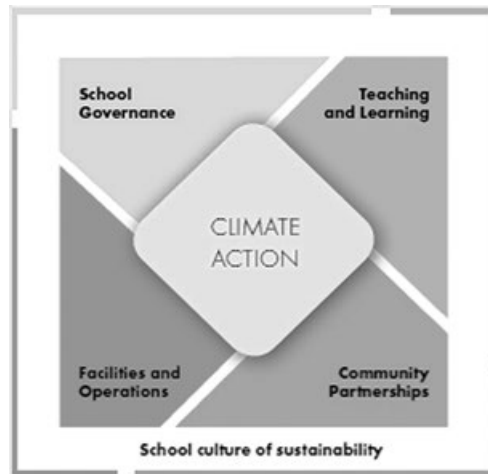 School
Governance
Teaching
and Learning
CLIMATE
ACTION
Facilities and
Operations
Community
Partnerships
School culture of sustainability